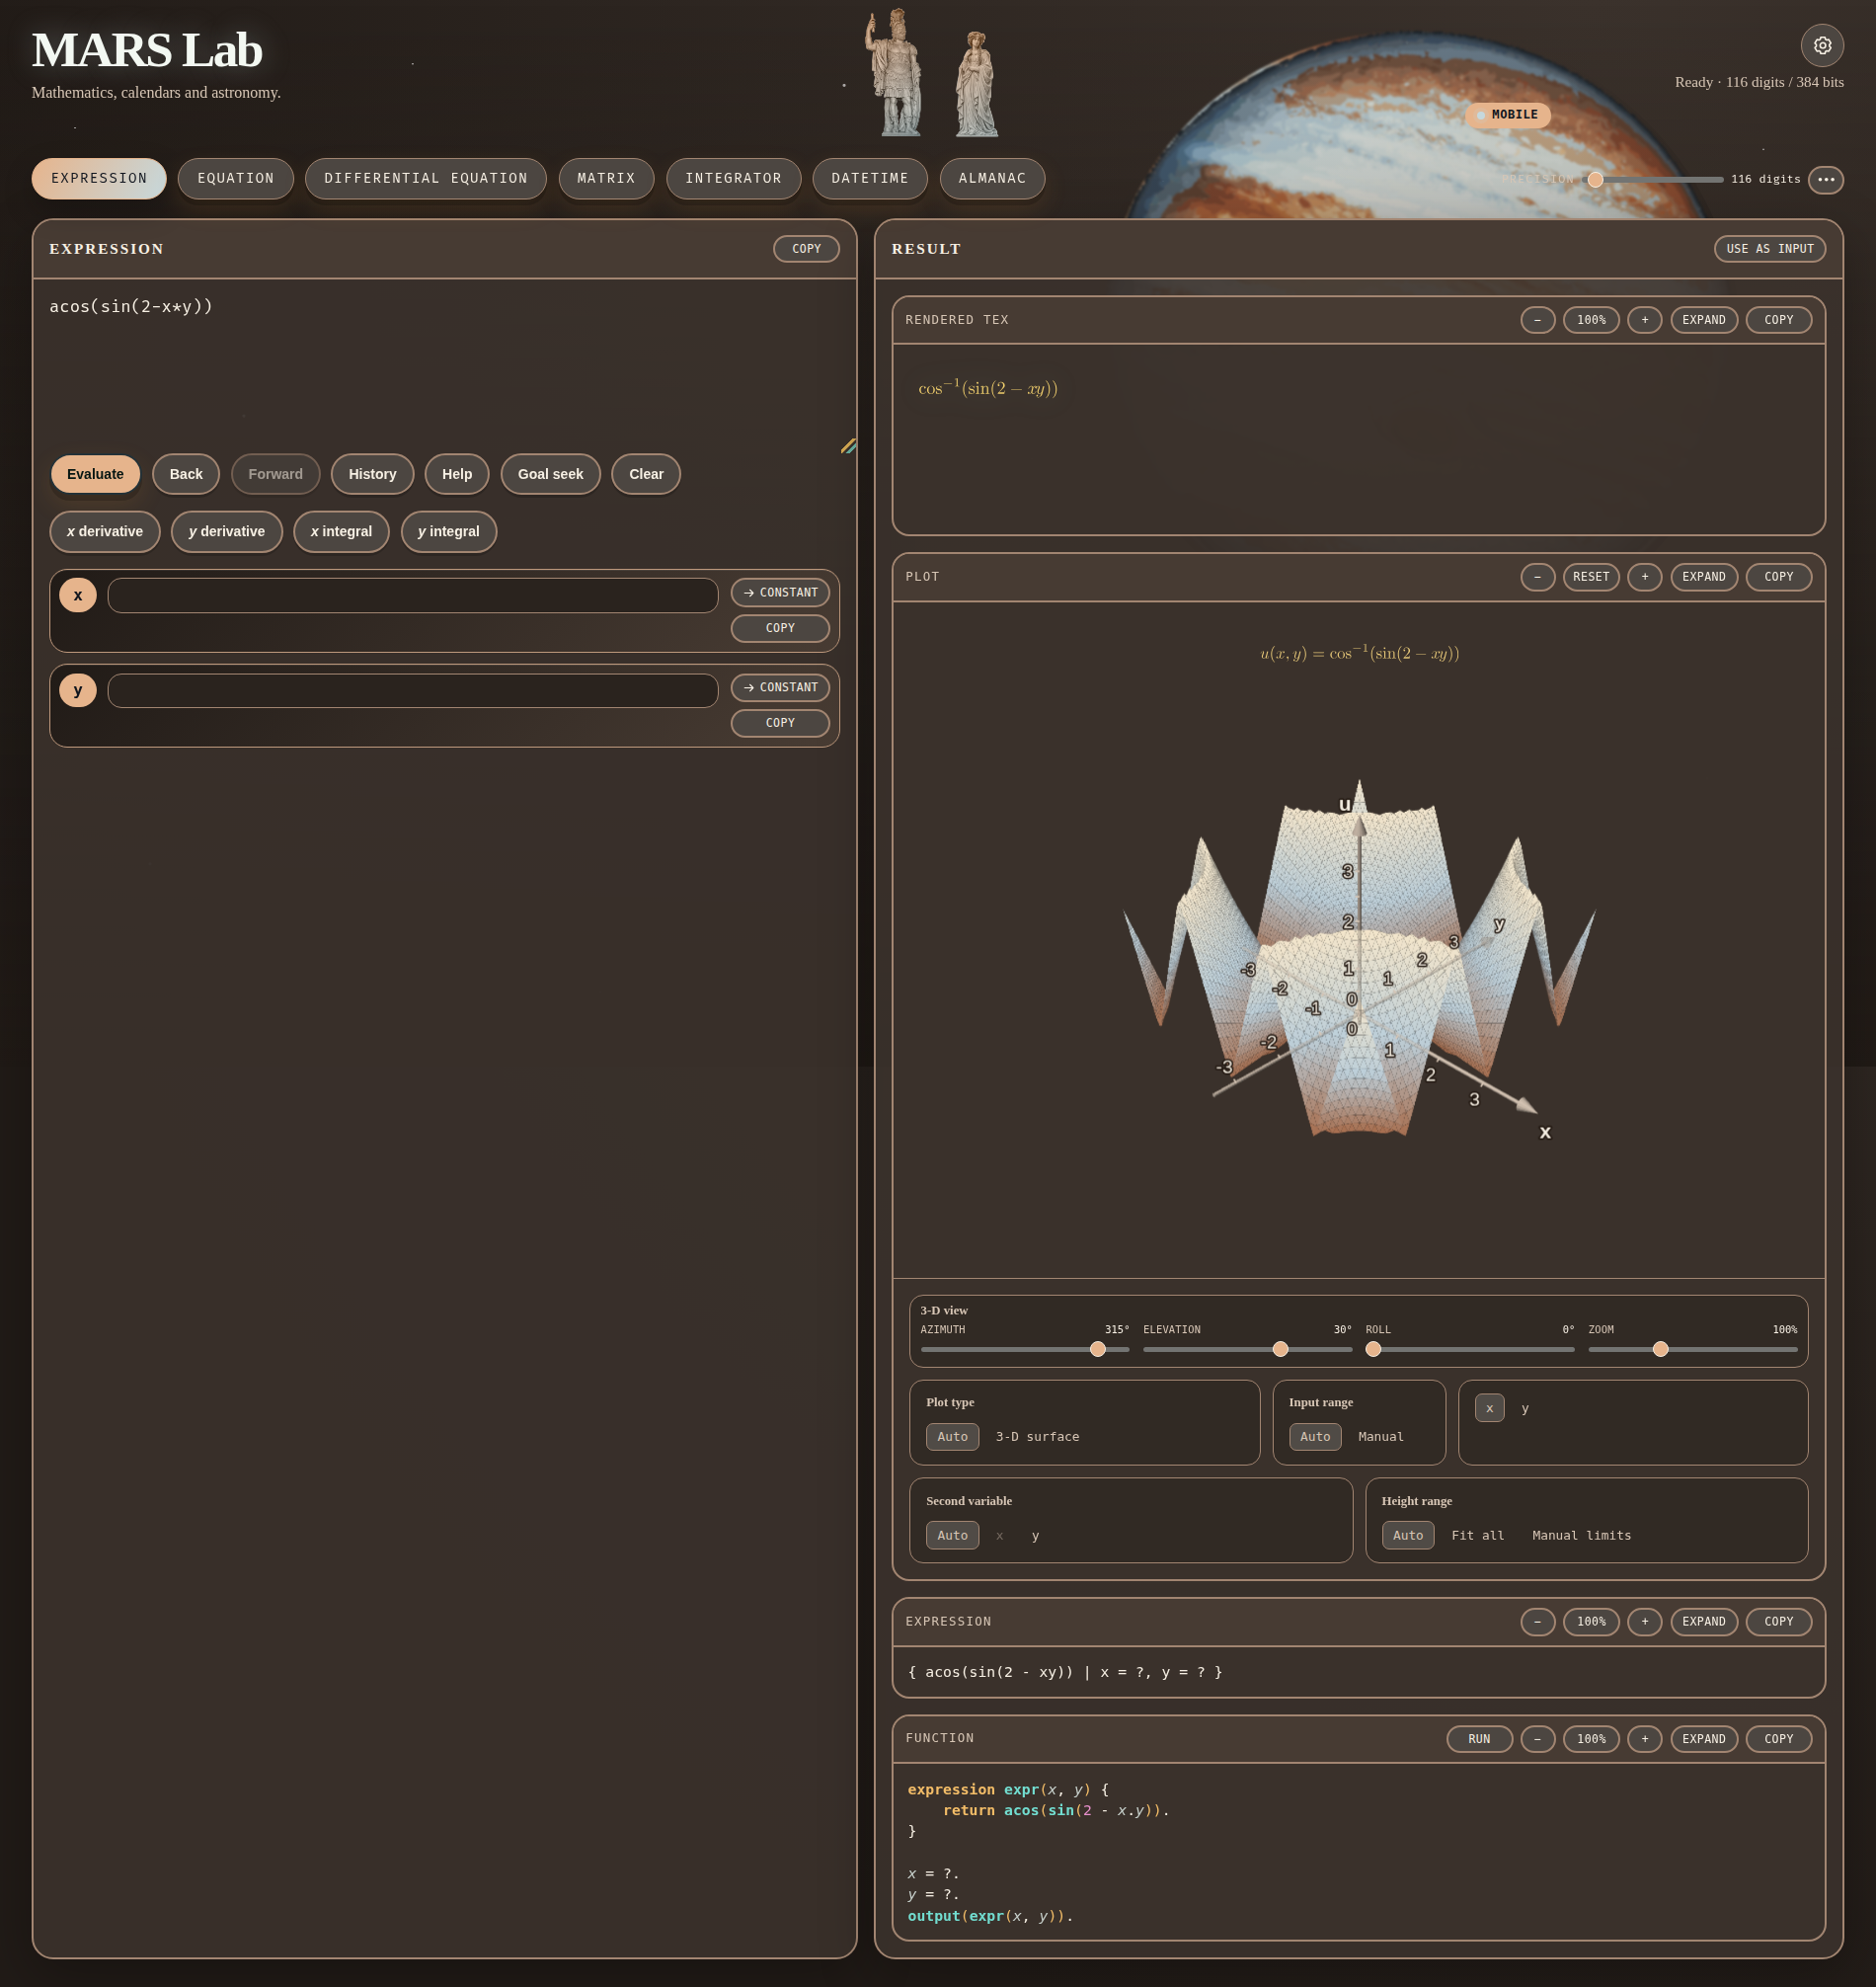 MARS Lab
Mathematics, calendars and astronomy.
Ready · 116 digits / 384 bits
MOBILE
EXPRESSION EQUATION DIFFERENTIAL EQUATION MATRIX INTEGRATOR DATETIME ALMANAC
PRECISION 116 digits
EXPRESSION COPY
acos(sin(2-x*y))
Evaluate Back Forward History Help Goal seek Clear
x derivative y derivative x integral y integral
x → CONSTANT
COPY
y → CONSTANT
COPY
RESULT USE AS INPUT
RENDERED TEX − 100% + EXPAND COPY
cos⁻¹(sin(2 − xy))
PLOT − RESET + EXPAND COPY
u(x, y) = cos⁻¹(sin(2 − xy))
u
3
2
y
3
-3 1 2
1
-2
0
-1
0
-2 1
-3 2
3
x
3-D view
AZIMUTH 315° ELEVATION 30° ROLL 0° ZOOM 100%
Plot type Input range
x y
Auto 3-D surface Auto Manual
Second variable Height range
Auto x y Auto Fit all Manual limits
EXPRESSION − 100% + EXPAND COPY
{ acos(sin(2 - xy)) | x = ?, y = ? }
FUNCTION RUN − 100% + EXPAND COPY
expression expr(x, y) {
return acos(sin(2 - x.y)).
}
x = ?.
y = ?.
output(expr(x, y)).